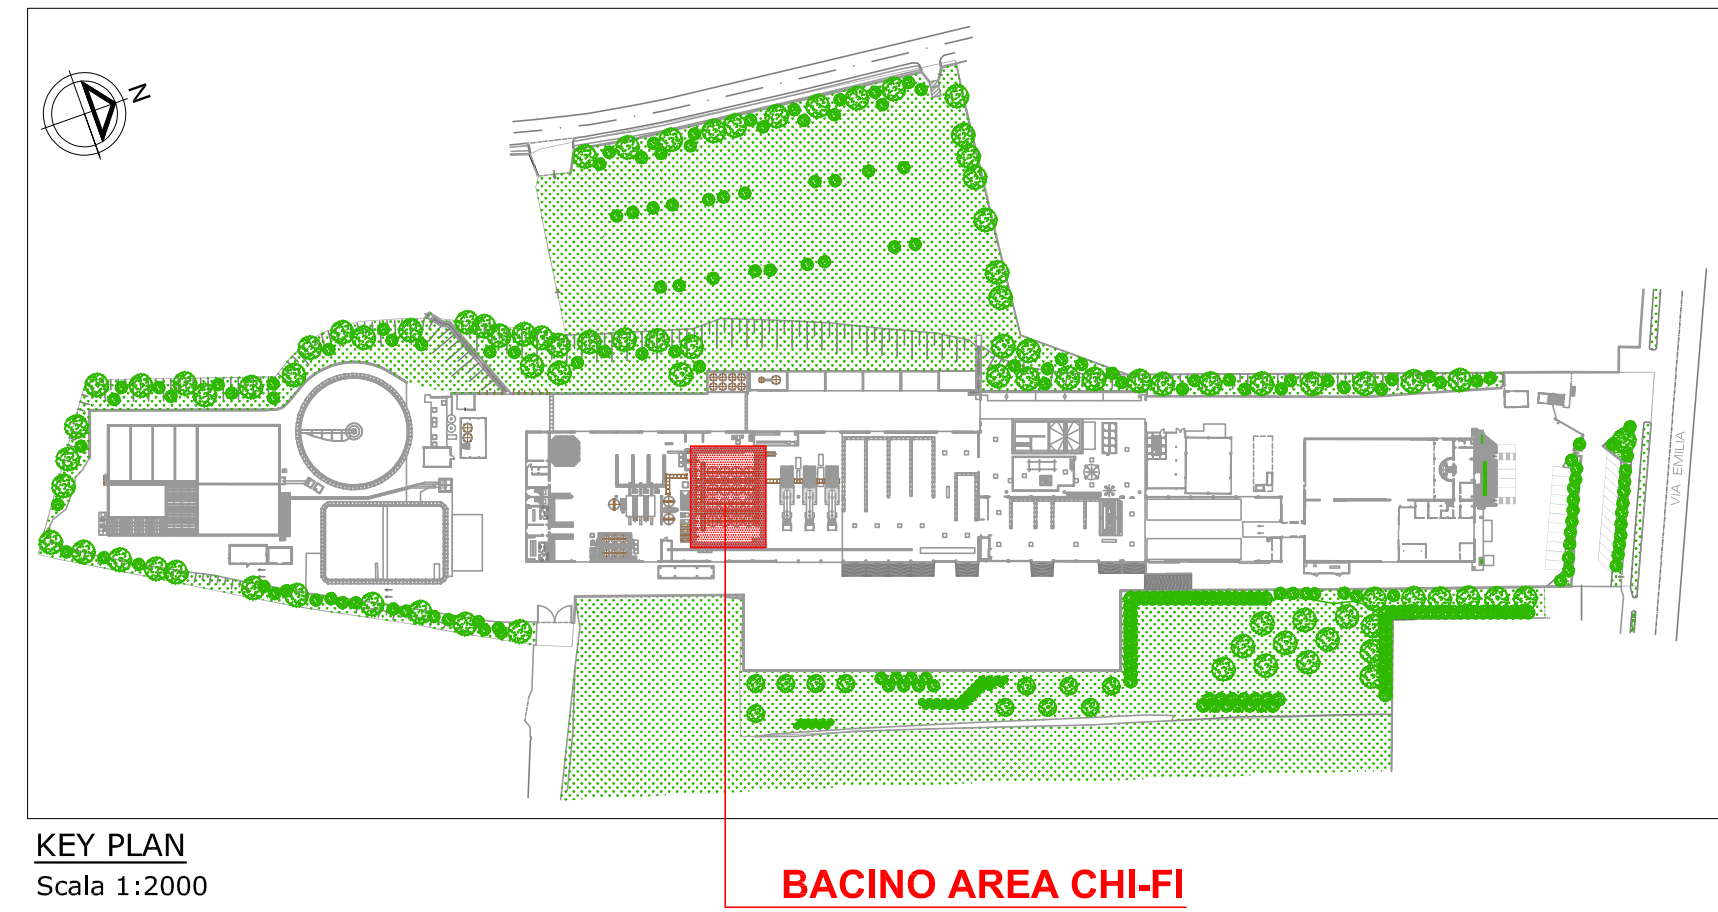 N
VIA EMILIA
KEY PLAN
Scala 1:2000
BACINO AREA CHI-FI